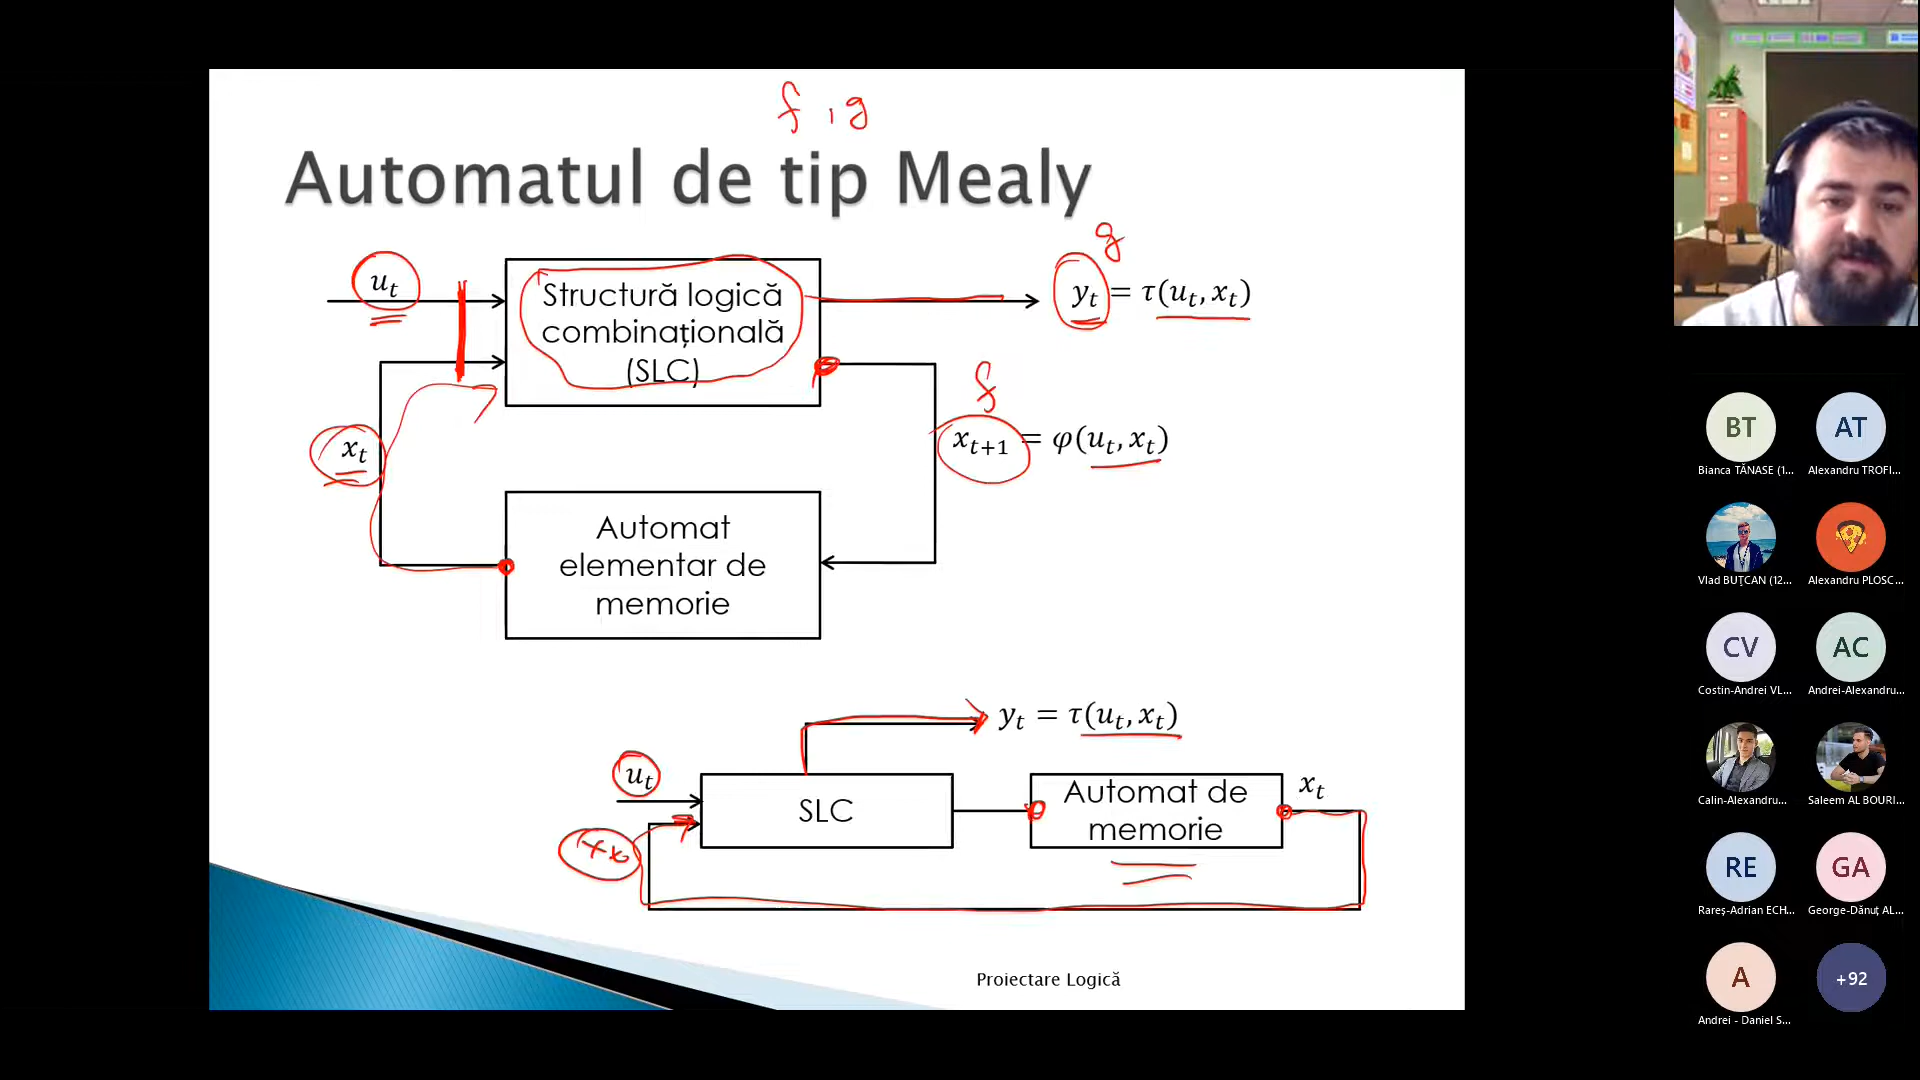 f , g
Automatul de tip Mealy
g
u_t
Structură logică
combinațională
(SLC)
y_t = τ(u_t, x_t)
f
x_t
x_{t+1} = φ(u_t, x_t)
Automat
elementar de
memorie
y_t = τ(u_t, x_t)
u_t
SLC
Automat de
memorie
x_t
Proiectare Logică
BT
Bianca TĂNASE (1...
AT
Alexandru TROFI...
Vlad BUȚCAN (12...
Alexandru PLOSC...
CV
Costin-Andrei VL...
AC
Andrei-Alexandru...
Calin-Alexandru...
Saleem AL BOURI...
RE
Rareș-Adrian ECH...
GA
George-Dănuț AL...
A
Andrei - Daniel S...
+92